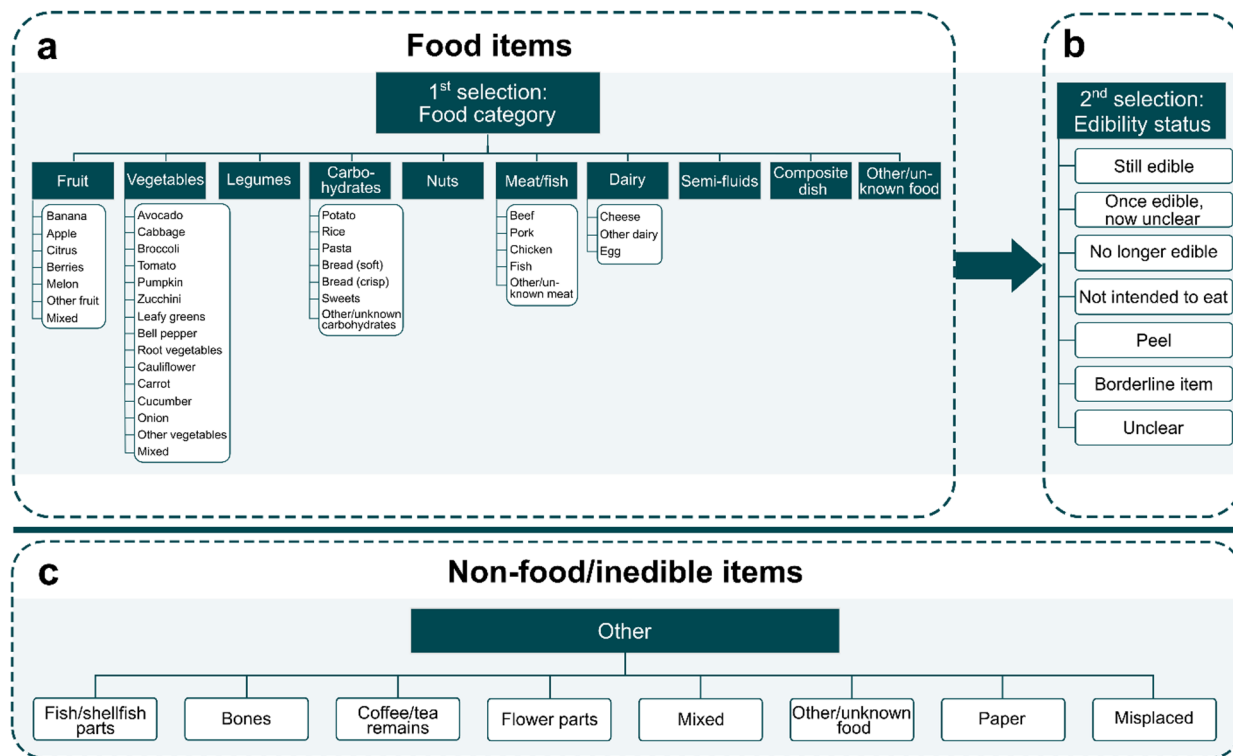 a
Food items
1st selection:
Food category
Fruit
Banana
Apple
Citrus
Berries
Melon
Other fruit
Mixed
Vegetables
Avocado
Cabbage
Broccoli
Tomato
Pumpkin
Zucchini
Leafy greens
Bell pepper
Root vegetables
Cauliflower
Carrot
Cucumber
Onion
Other vegetables
Mixed
Legumes
Carbo-
hydrates
Potato
Rice
Pasta
Bread (soft)
Bread (crisp)
Sweets
Other/unknown
carbohydrates
Nuts
Meat/fish
Beef
Pork
Chicken
Fish
Other/un-
known meat
Dairy
Cheese
Other dairy
Egg
Semi-fluids
Composite
dish
Other/un-
known food
b
2nd selection:
Edibility status
Still edible
Once edible,
now unclear
No longer edible
Not intended to eat
Peel
Borderline item
Unclear
c
Non-food/inedible items
Other
Fish/shellfish
parts
Bones
Coffee/tea
remains
Flower parts
Mixed
Other/unknown
food
Paper
Misplaced